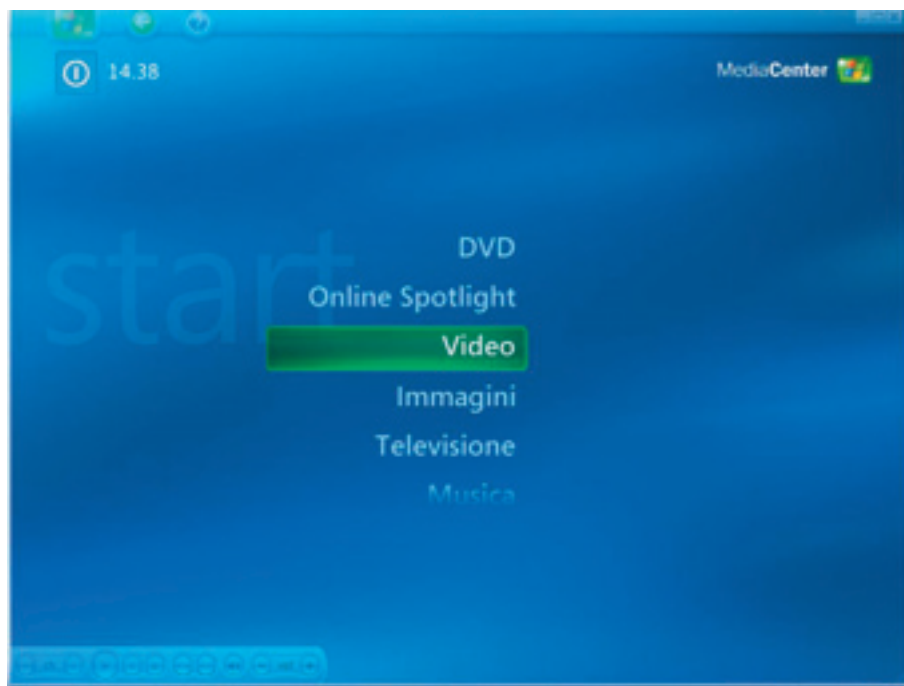 14.38
MediaCenter
start
DVD
Online Spotlight
Video
Immagini
Televisione
Musica